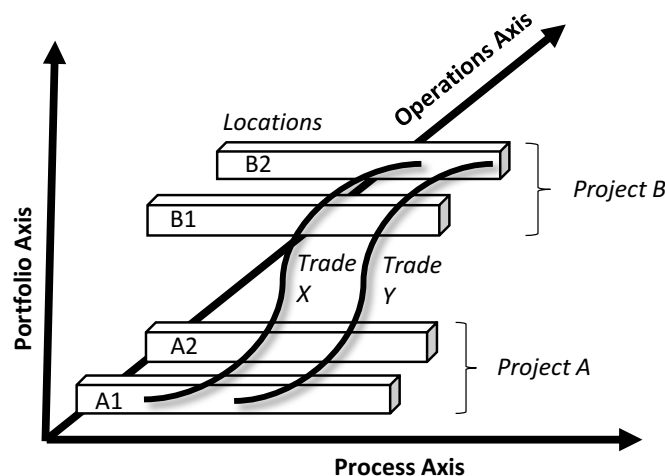 Operations Axis
Locations
B2
Project B
B1
Portfolio Axis
Trade
X
Trade
Y
A2
Project A
A1
Process Axis